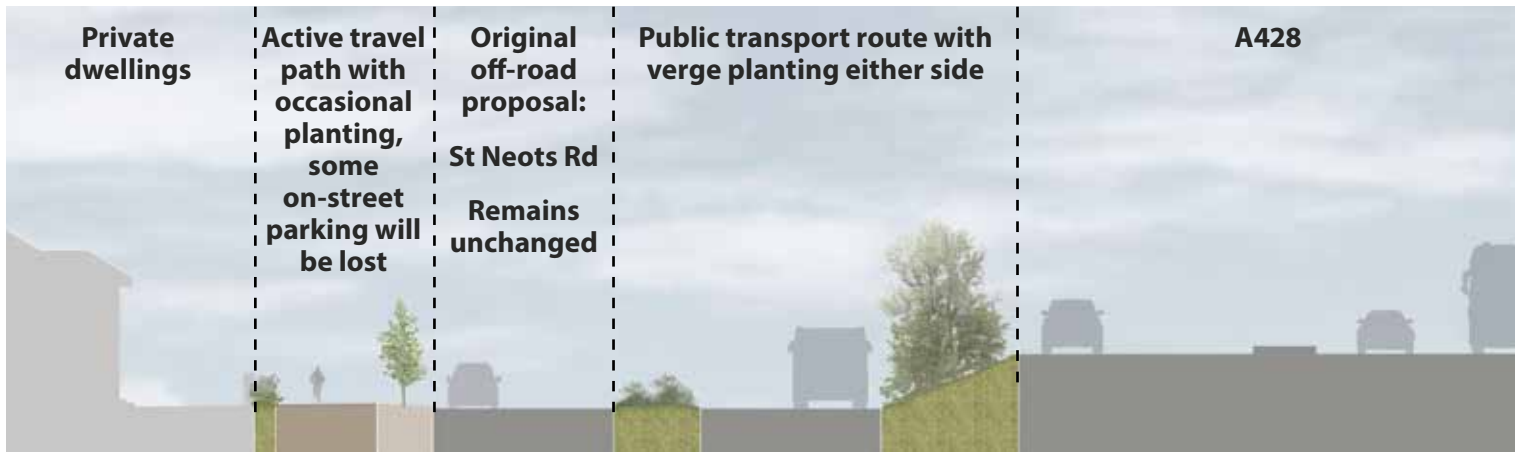 Private
dwellings
Active travel
path with
occasional
planting,
some
on-street
parking will
be lost
Original
off-road
proposal:
St Neots Rd
Remains
unchanged
Public transport route with
verge planting either side
A428